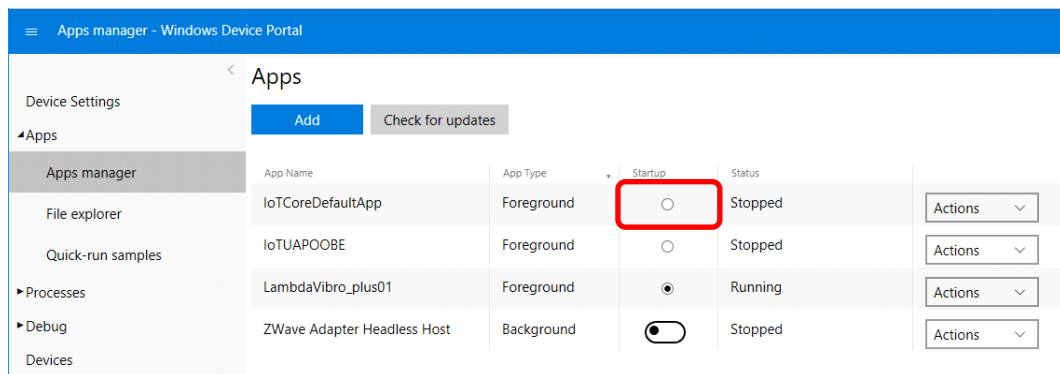 Apps manager - Windows Device Portal
Apps
Device Settings
Add
Check for updates
Apps
Apps manager
App Name
App Type
Startup
Status
IoTCoreDefaultApp
Foreground
Stopped
Actions
File explorer
IoTUAPOOBE
Foreground
Stopped
Actions
Quick-run samples
LambdaVibro_plus01
Foreground
Running
Actions
Processes
ZWave Adapter Headless Host
Background
Stopped
Actions
Debug
Devices